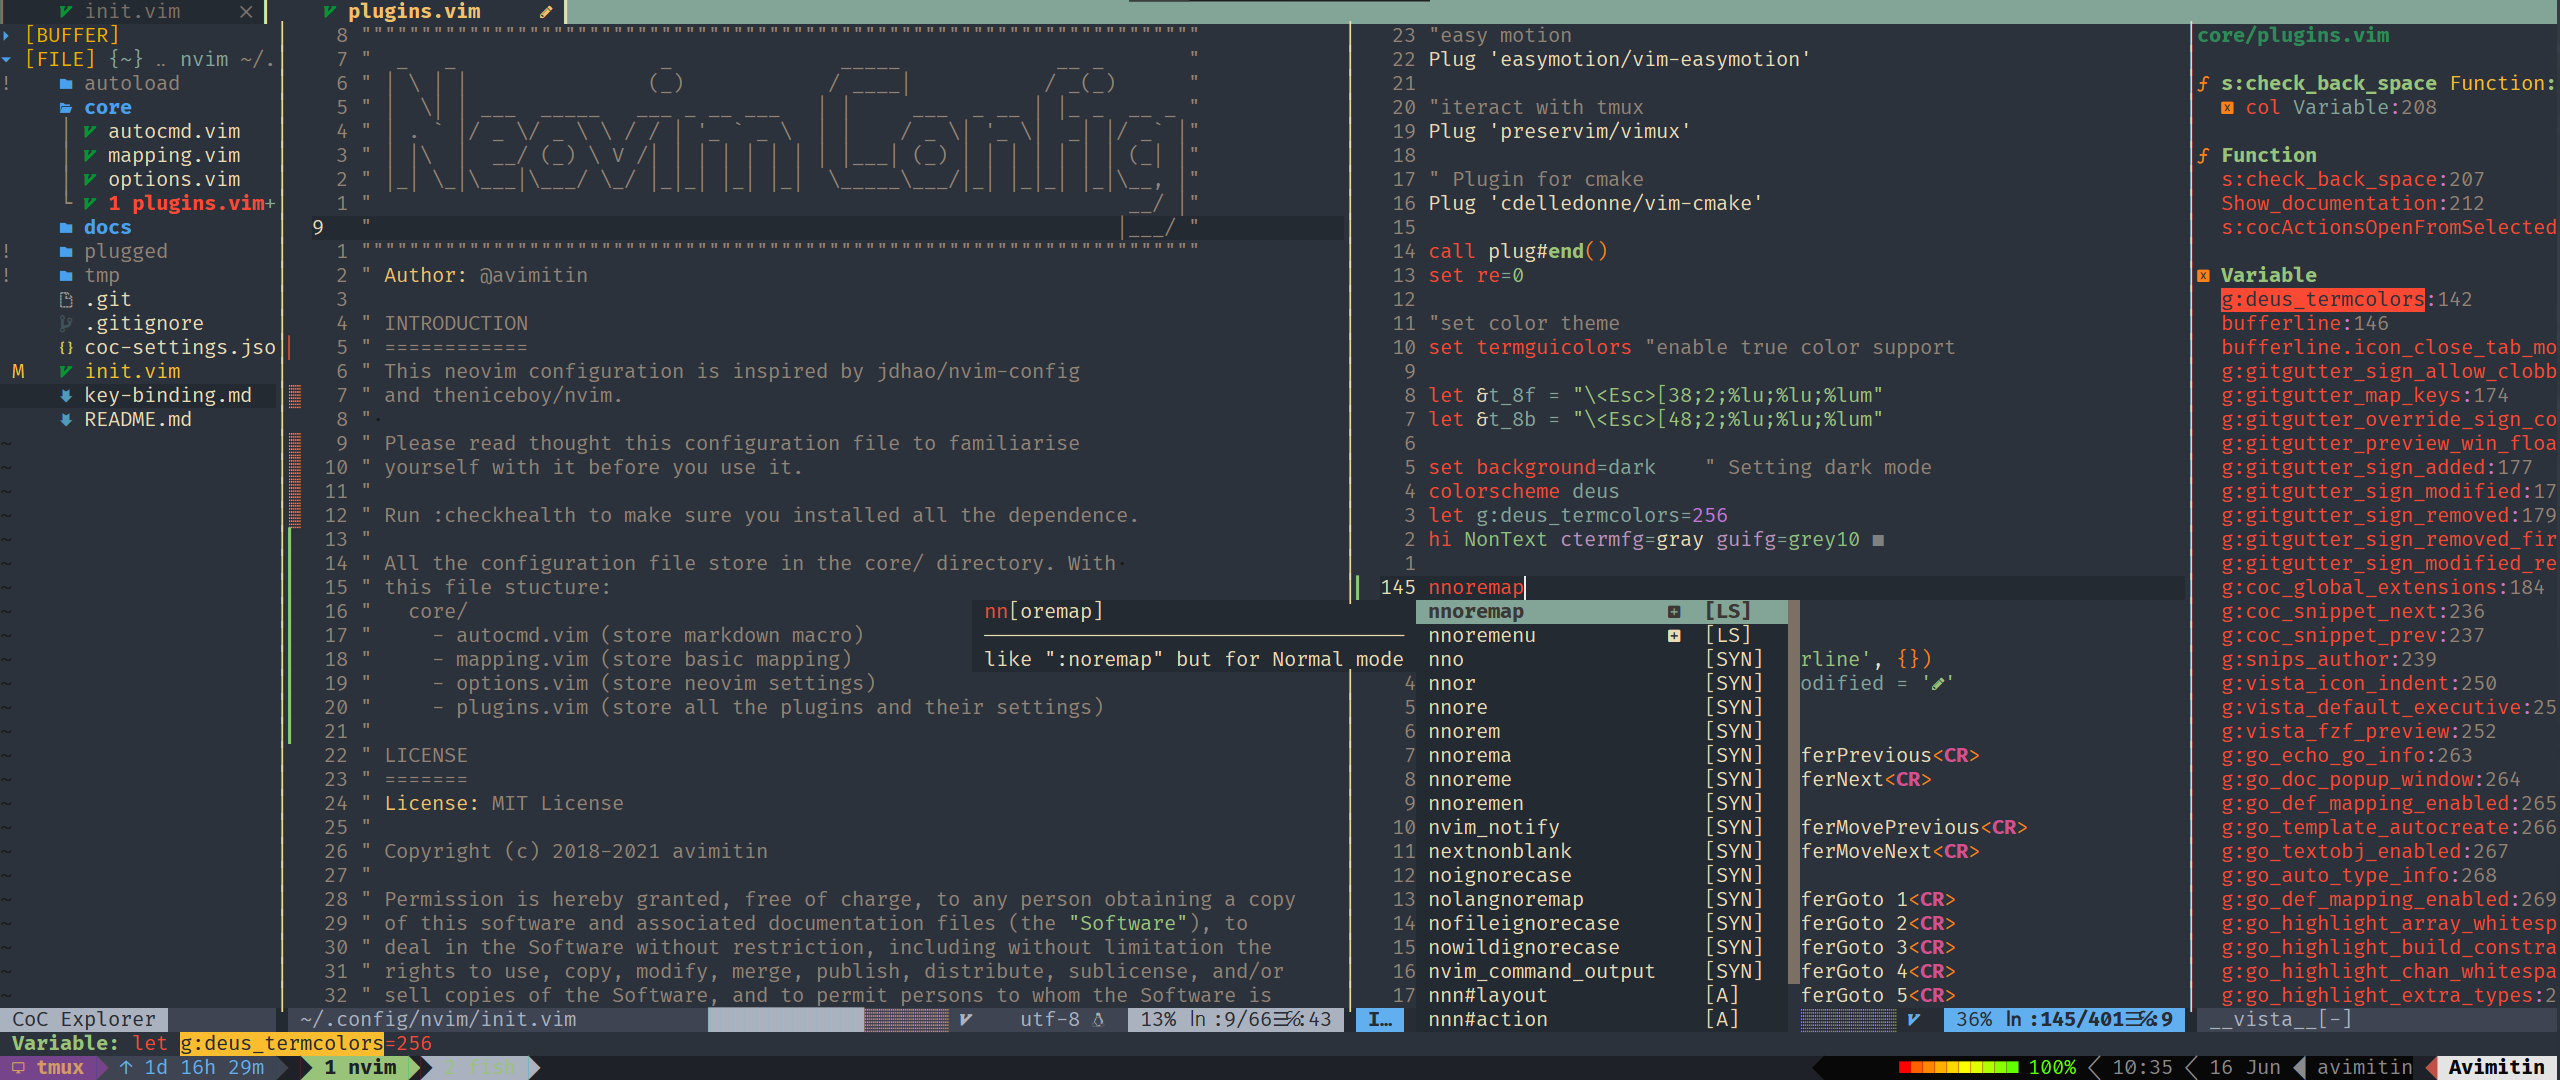 init.vim ×
plugins.vim
[BUFFER]
[FILE] {~} .. nvim ~/.
! autoload
core
autocmd.vim
mapping.vim
options.vim
1 plugins.vim+
docs
! plugged
! tmp
.git
.gitignore
{} coc-settings.jso
M init.vim
key-binding.md
README.md
CoC Explorer
Neovim Config
2 " Author: @avimitin
3
4 " INTRODUCTION
5 " ============
6 " This neovim configuration is inspired by jdhao/nvim-config
7 " and theniceboy/nvim.
8 "
9 " Please read thought this configuration file to familiarise
10 " yourself with it before you use it.
11 "
12 " Run :checkhealth to make sure you installed all the dependence.
13 "
14 " All the configuration file store in the core/ directory. With
15 " this file stucture:
16 "   core/
17 "     - autocmd.vim (store markdown macro)
18 "     - mapping.vim (store basic mapping)
19 "     - options.vim (store neovim settings)
20 "     - plugins.vim (store all the plugins and their settings)
21 "
22 " LICENSE
23 " =======
24 " License: MIT License
25 "
26 " Copyright (c) 2018-2021 avimitin
27 "
28 " Permission is hereby granted, free of charge, to any person obtaining a copy
29 " of this software and associated documentation files (the "Software"), to
30 " deal in the Software without restriction, including without limitation the
31 " rights to use, copy, modify, merge, publish, distribute, sublicense, and/or
32 " sell copies of the Software, and to permit persons to whom the Software is
~/.config/nvim/init.vim utf-8 13% ln :9/66 :43
23 "easy motion
22 Plug 'easymotion/vim-easymotion'
21
20 "iteract with tmux
19 Plug 'preservim/vimux'
18
17 " Plugin for cmake
16 Plug 'cdelledonne/vim-cmake'
15
14 call plug#end()
13 set re=0
12
11 "set color theme
10 set termguicolors "enable true color support
9
8 let &t_8f = "\<Esc>[38;2;%lu;%lu;%lum"
7 let &t_8b = "\<Esc>[48;2;%lu;%lu;%lum"
6
5 set background=dark    " Setting dark mode
4 colorscheme deus
3 let g:deus_termcolors=256
2 hi NonText ctermfg=gray guifg=grey10
1
145 nnoremap
nn[oremap]
like ":noremap" but for Normal mode
nnoremap [LS]
nnoremenu [LS]
nno [SYN] rline', {})
4 nnor [SYN] odified = ''
5 nnore [SYN]
6 nnorem [SYN]
7 nnorema [SYN] ferPrevious<CR>
8 nnoreme [SYN] ferNext<CR>
9 nnoremen [SYN]
10 nvim_notify [SYN] ferMovePrevious<CR>
11 nextnonblank [SYN] ferMoveNext<CR>
12 noignorecase [SYN]
13 nolangnoremap [SYN] ferGoto 1<CR>
14 nofileignorecase [SYN] ferGoto 2<CR>
15 nowildignorecase [SYN] ferGoto 3<CR>
16 nvim_command_output [SYN] ferGoto 4<CR>
17 nnn#layout [A] ferGoto 5<CR>
nnn#action [A]
I… 36% ln :145/401 :9
core/plugins.vim
s:check_back_space Function:
col Variable:208
Function
s:check_back_space:207
Show_documentation:212
s:cocActionsOpenFromSelected
Variable
g:deus_termcolors:142
bufferline:146
bufferline.icon_close_tab_mo
g:gitgutter_sign_allow_clobb
g:gitgutter_map_keys:174
g:gitgutter_override_sign_co
g:gitgutter_preview_win_floa
g:gitgutter_sign_added:177
g:gitgutter_sign_modified:17
g:gitgutter_sign_removed:179
g:gitgutter_sign_removed_fir
g:gitgutter_sign_modified_re
g:coc_global_extensions:184
g:coc_snippet_next:236
g:coc_snippet_prev:237
g:snips_author:239
g:vista_icon_indent:250
g:vista_default_executive:25
g:vista_fzf_preview:252
g:go_echo_go_info:263
g:go_doc_popup_window:264
g:go_def_mapping_enabled:265
g:go_template_autocreate:266
g:go_textobj_enabled:267
g:go_auto_type_info:268
g:go_def_mapping_enabled:269
g:go_highlight_array_whitesp
g:go_highlight_build_constra
g:go_highlight_chan_whitespa
g:go_highlight_extra_types:2
__vista__[-]
Variable: let g:deus_termcolors=256
tmux ↑ 1d 16h 29m 1 nvim 100% 10:35 16 Jun avimitin Avimitin